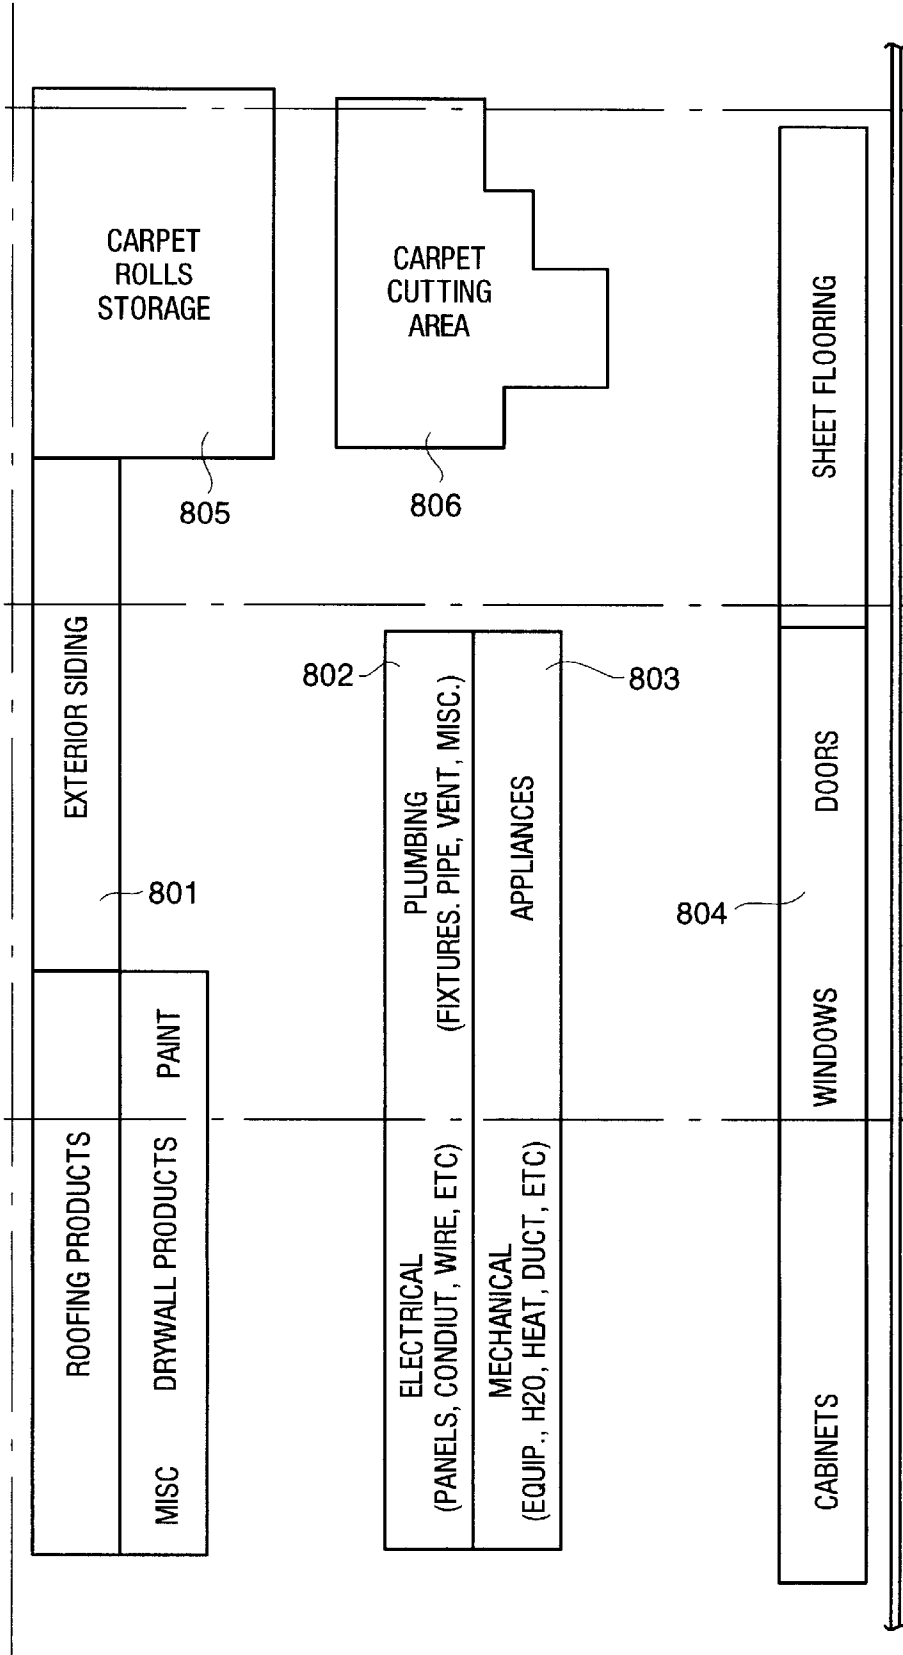 CARPET
ROLLS
STORAGE
805
CARPET
CUTTING
AREA
806
SHEET FLOORING
EXTERIOR SIDING
801
802
PLUMBING
(FIXTURES. PIPE, VENT, MISC.)
803
APPLIANCES
DOORS
804
WINDOWS
CABINETS
ROOFING PRODUCTS
PAINT
DRYWALL PRODUCTS
MISC
ELECTRICAL
(PANELS, CONDIUT, WIRE, ETC)
MECHANICAL
(EQUIP., H2O, HEAT, DUCT, ETC)